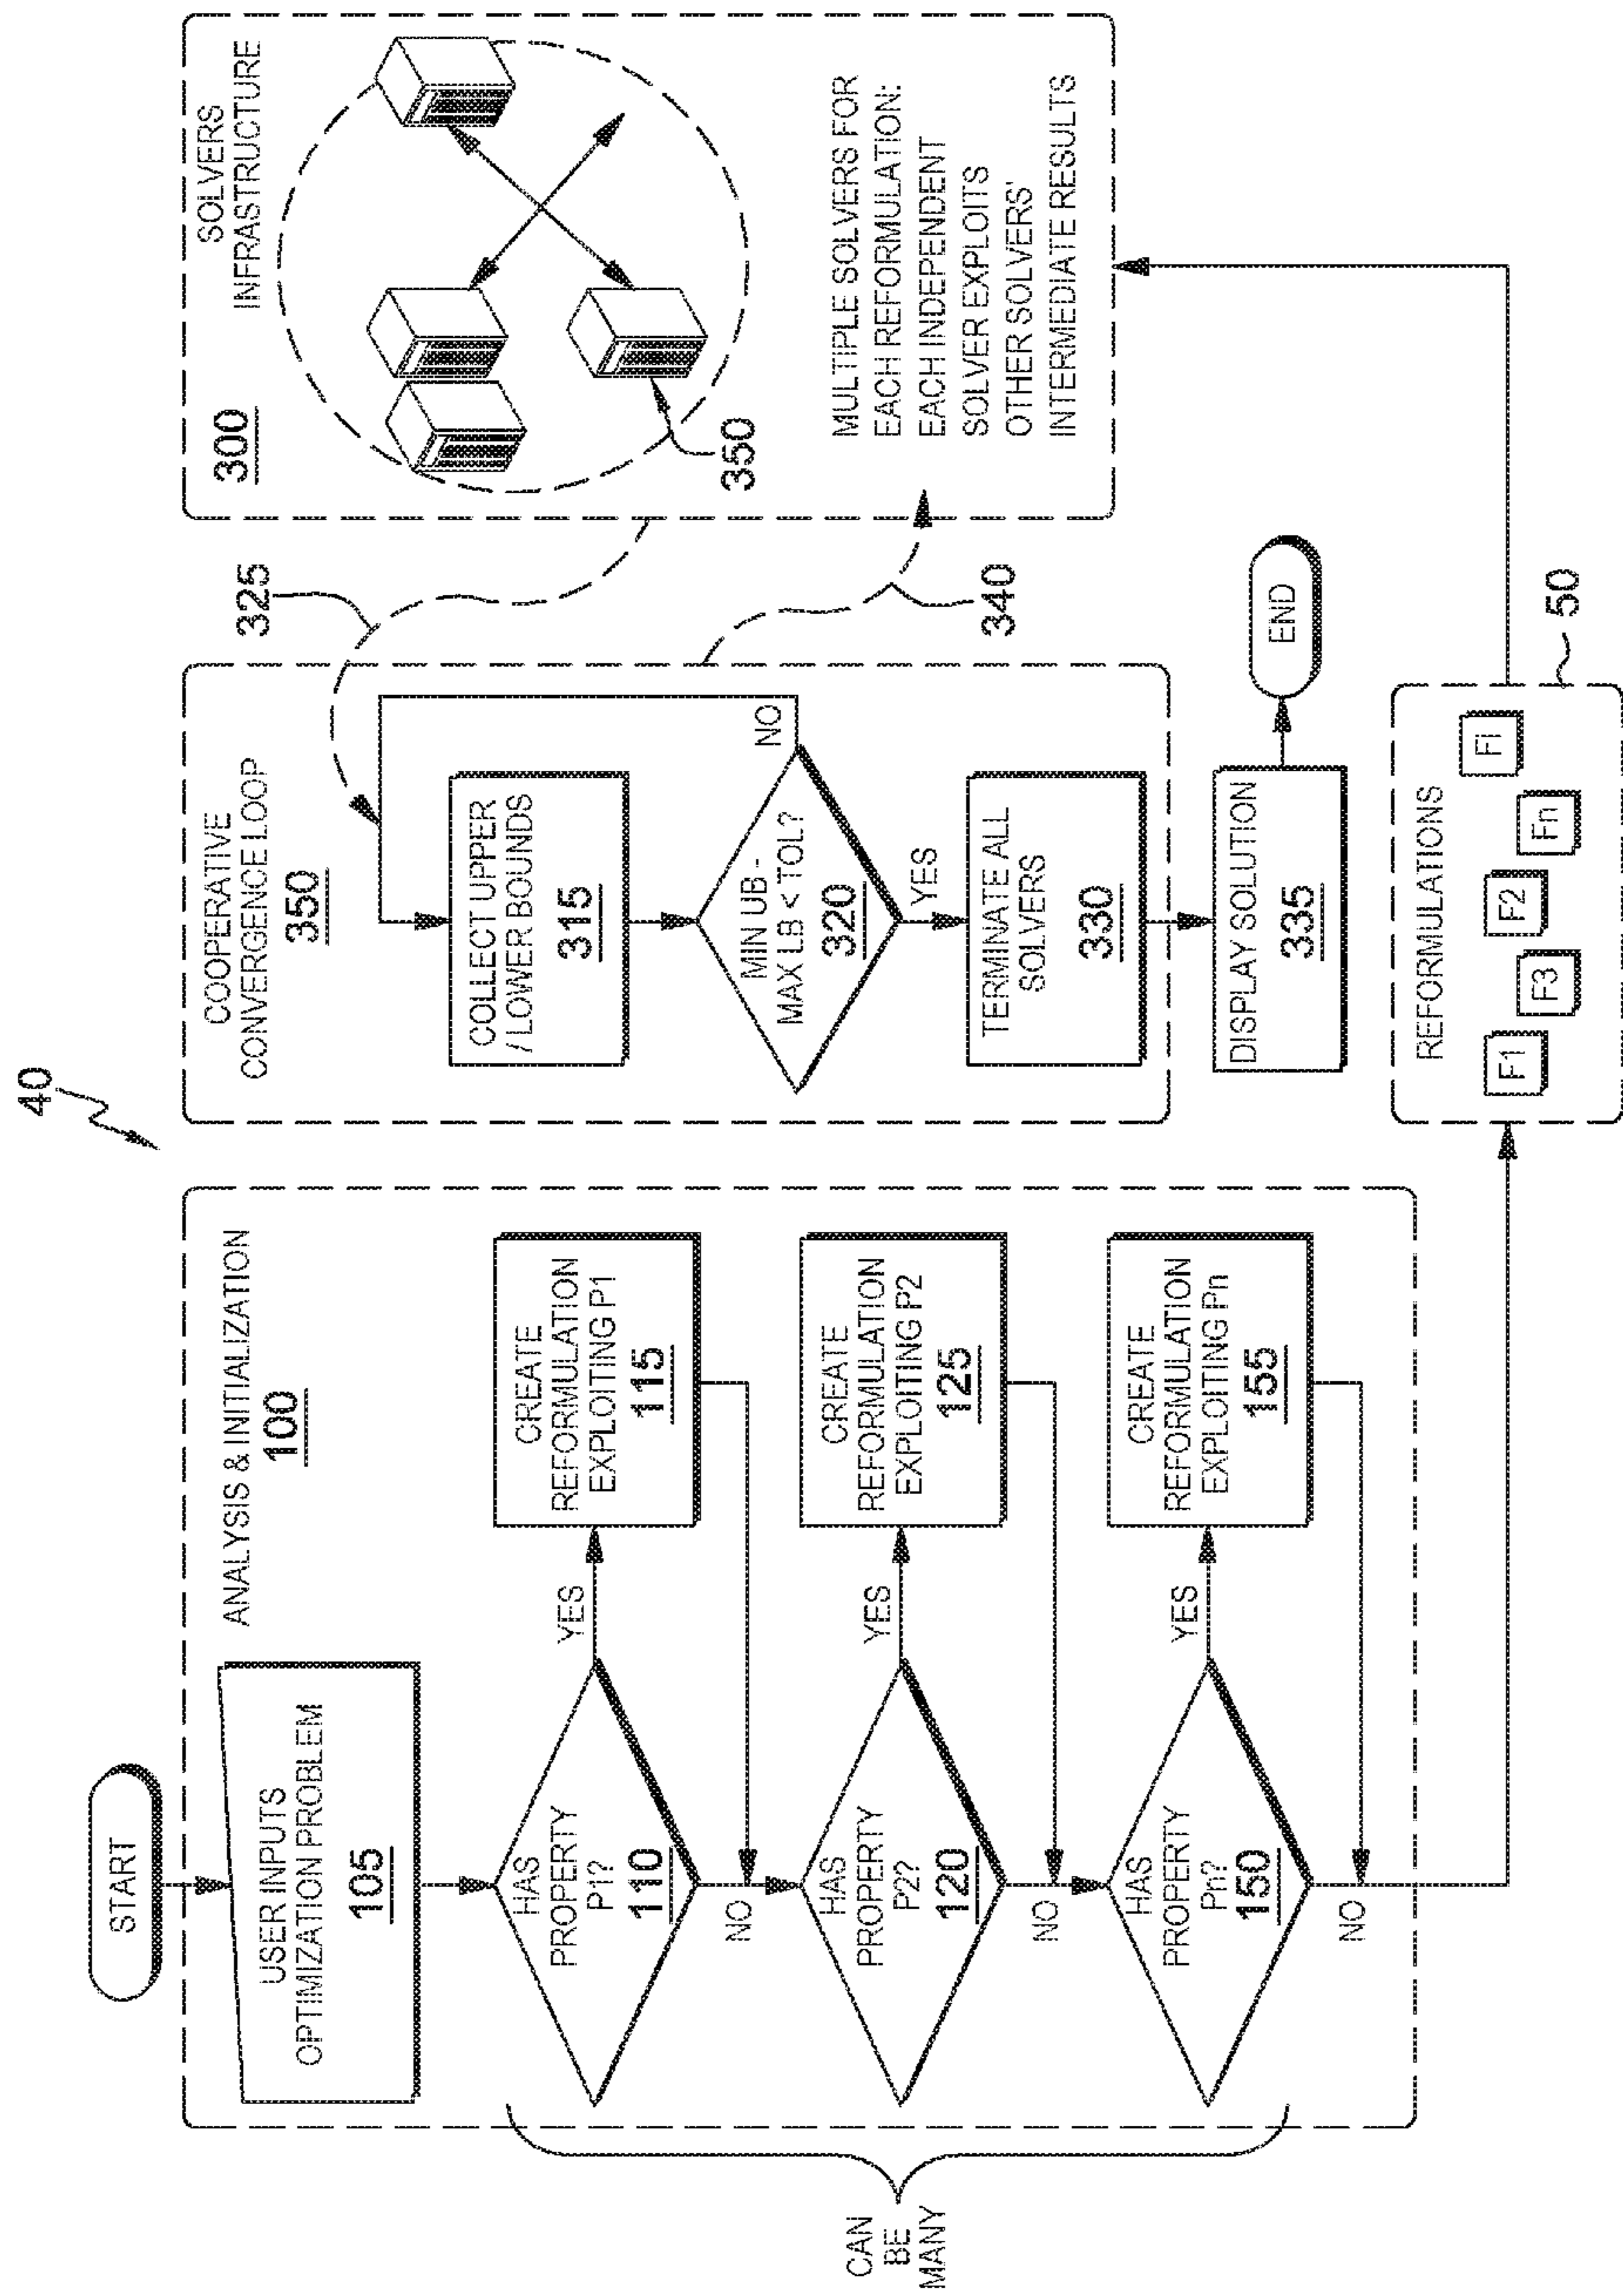 40
START
ANALYSIS & INITIALIZATION
100
USER INPUTS
OPTIMIZATION PROBLEM
105
HAS
PROPERTY
P1?
110
YES
NO
CREATE
REFORMULATION
EXPLOITING P1
115
HAS
PROPERTY
P2?
120
YES
NO
CREATE
REFORMULATION
EXPLOITING P2
125
HAS
PROPERTY
Pn?
150
YES
NO
CREATE
REFORMULATION
EXPLOITING Pn
155
CAN
BE
MANY
COOPERATIVE
CONVERGENCE LOOP
350
COLLECT UPPER
/ LOWER BOUNDS
315
MIN UB -
MAX LB < TOL?
320
NO
YES
TERMINATE ALL
SOLVERS
330
DISPLAY SOLUTION
335
END
REFORMULATIONS
F1
F3
F2
Fn
Fi
50
325
340
SOLVERS
INFRASTRUCTURE
300
350
MULTIPLE SOLVERS FOR
EACH REFORMULATION:
EACH INDEPENDENT
SOLVER EXPLOITS
OTHER SOLVERS'
INTERMEDIATE RESULTS